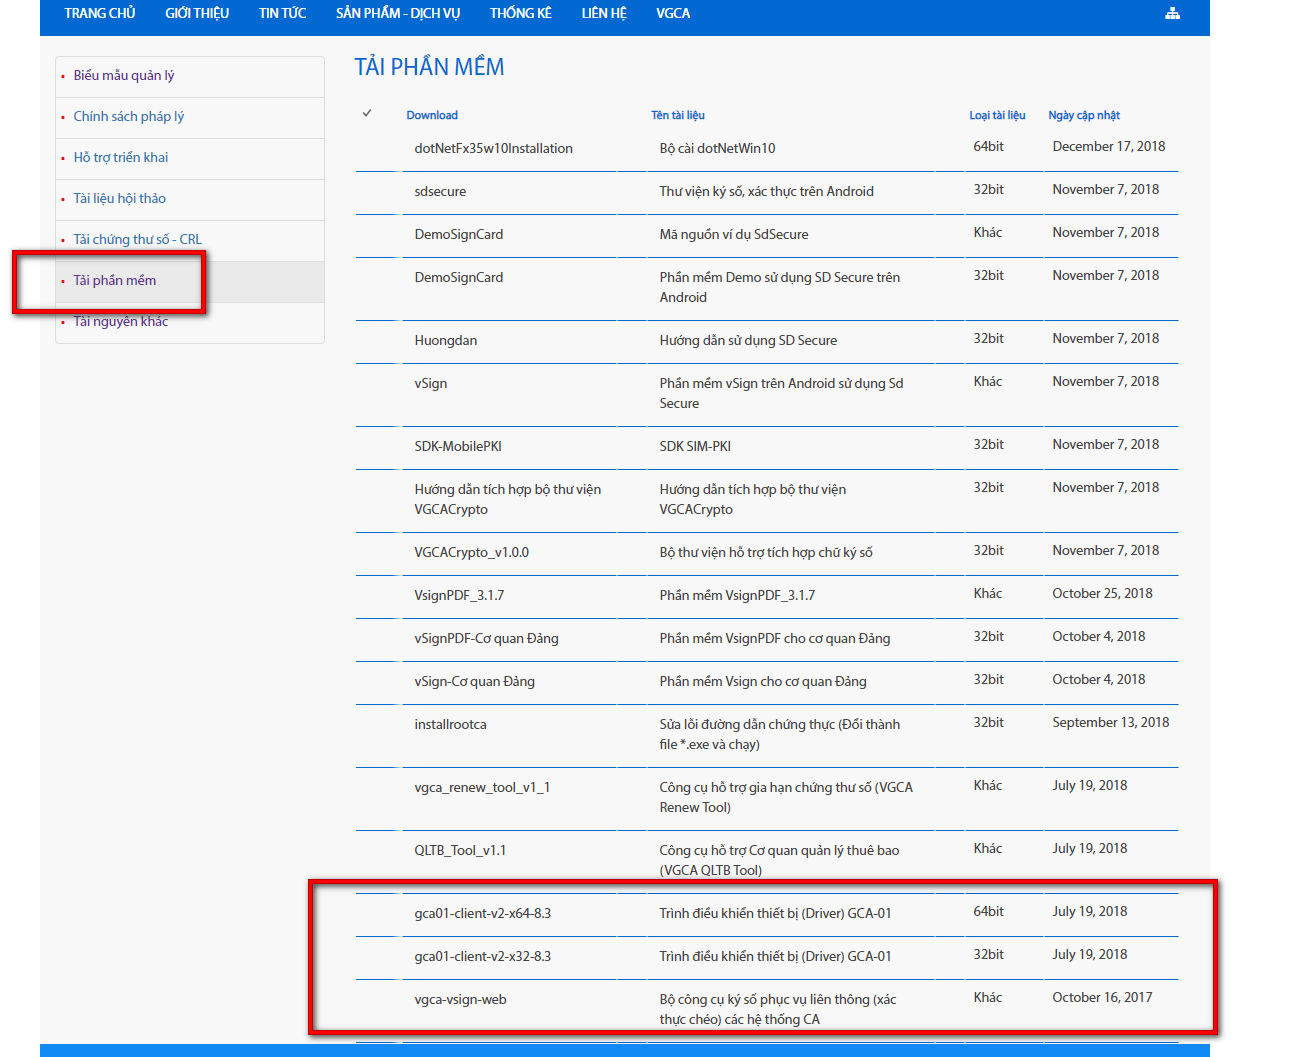 TRANG CHỦ GIỚI THIỆU TIN TỨC SẢN PHẨM - DỊCH VỤ THỐNG KÊ LIÊN HỆ VGCA
Biểu mẫu quản lý
Chính sách pháp lý
Hỗ trợ triển khai
Tài liệu hội thảo
Tải chứng thư số - CRL
Tải phần mềm
Tài nguyên khác
TẢI PHẦN MỀM
Download Tên tài liệu Loại tài liệu Ngày cập nhật
dotNetFx35w10Installation Bộ cài dotNetWin10 64bit December 17, 2018
sdsecure Thư viện ký số, xác thực trên Android 32bit November 7, 2018
DemoSignCard Mã nguồn ví dụ SdSecure Khác November 7, 2018
DemoSignCard Phần mềm Demo sử dụng SD Secure trên 32bit November 7, 2018
Android
Huongdan Hướng dẫn sử dụng SD Secure 32bit November 7, 2018
vSign Phần mềm vSign trên Android sử dụng Sd Khác November 7, 2018
Secure
SDK-MobilePKI SDK SIM-PKI 32bit November 7, 2018
Hướng dẫn tích hợp bộ thư viện Hướng dẫn tích hợp bộ thư viện 32bit November 7, 2018
VGCACrypto VGCACrypto
VGCACrypto_v1.0.0 Bộ thư viện hỗ trợ tích hợp chữ ký số 32bit November 7, 2018
VsignPDF_3.1.7 Phần mềm VsignPDF_3.1.7 Khác October 25, 2018
vSignPDF-Cơ quan Đảng Phần mềm VsignPDF cho cơ quan Đảng 32bit October 4, 2018
vSign-Cơ quan Đảng Phần mềm Vsign cho cơ quan Đảng 32bit October 4, 2018
installrootca Sửa lỗi đường dẫn chứng thực (Đổi thành 32bit September 13, 2018
file *.exe và chạy)
vgca_renew_tool_v1_1 Công cụ hỗ trợ gia hạn chứng thư số (VGCA Khác July 19, 2018
Renew Tool)
QLTB_Tool_v1.1 Công cụ hỗ trợ Cơ quan quản lý thuê bao Khác July 19, 2018
(VGCA QLTB Tool)
gca01-client-v2-x64-8.3 Trình điều khiển thiết bị (Driver) GCA-01 64bit July 19, 2018
gca01-client-v2-x32-8.3 Trình điều khiển thiết bị (Driver) GCA-01 32bit July 19, 2018
vgca-vsign-web Bộ công cụ ký số phục vụ liên thông (xác Khác October 16, 2017
thực chéo) các hệ thống CA